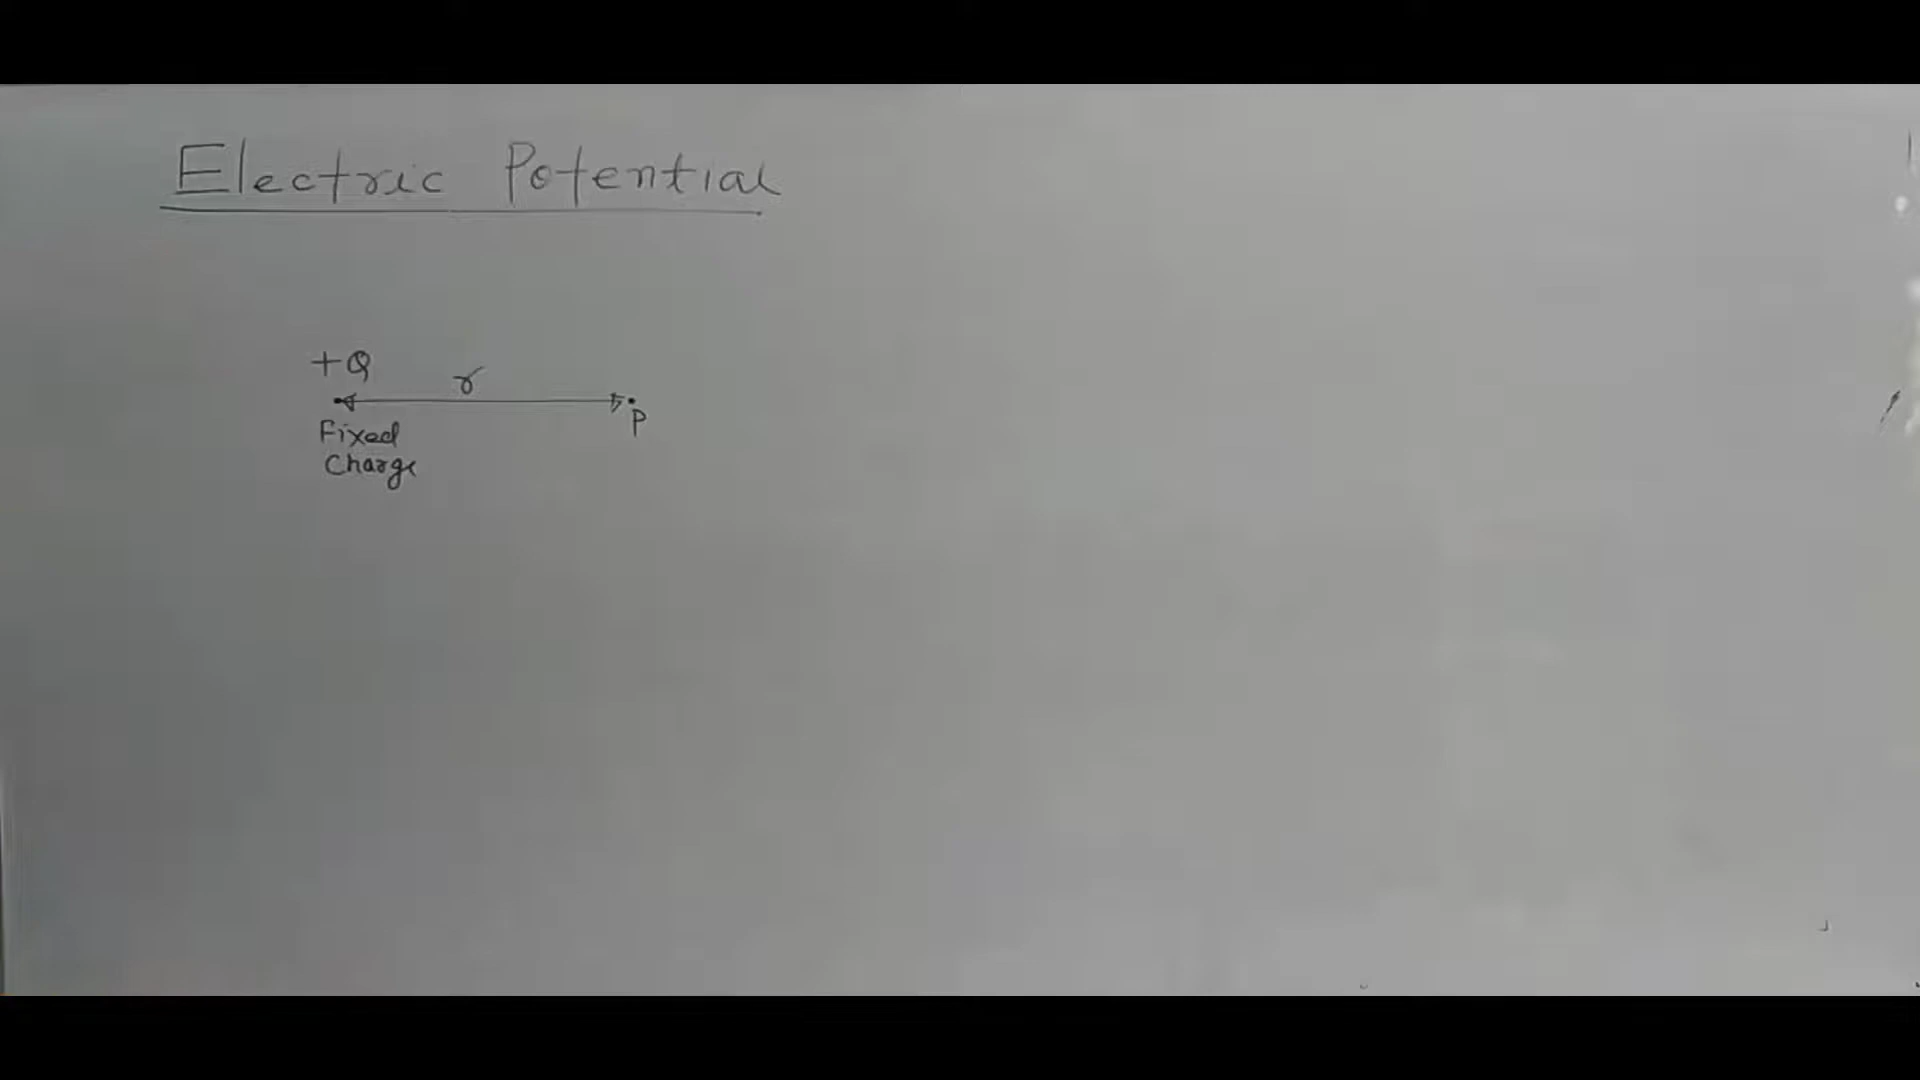 Electric Potential
+Q
r
P
Fixed
Charge